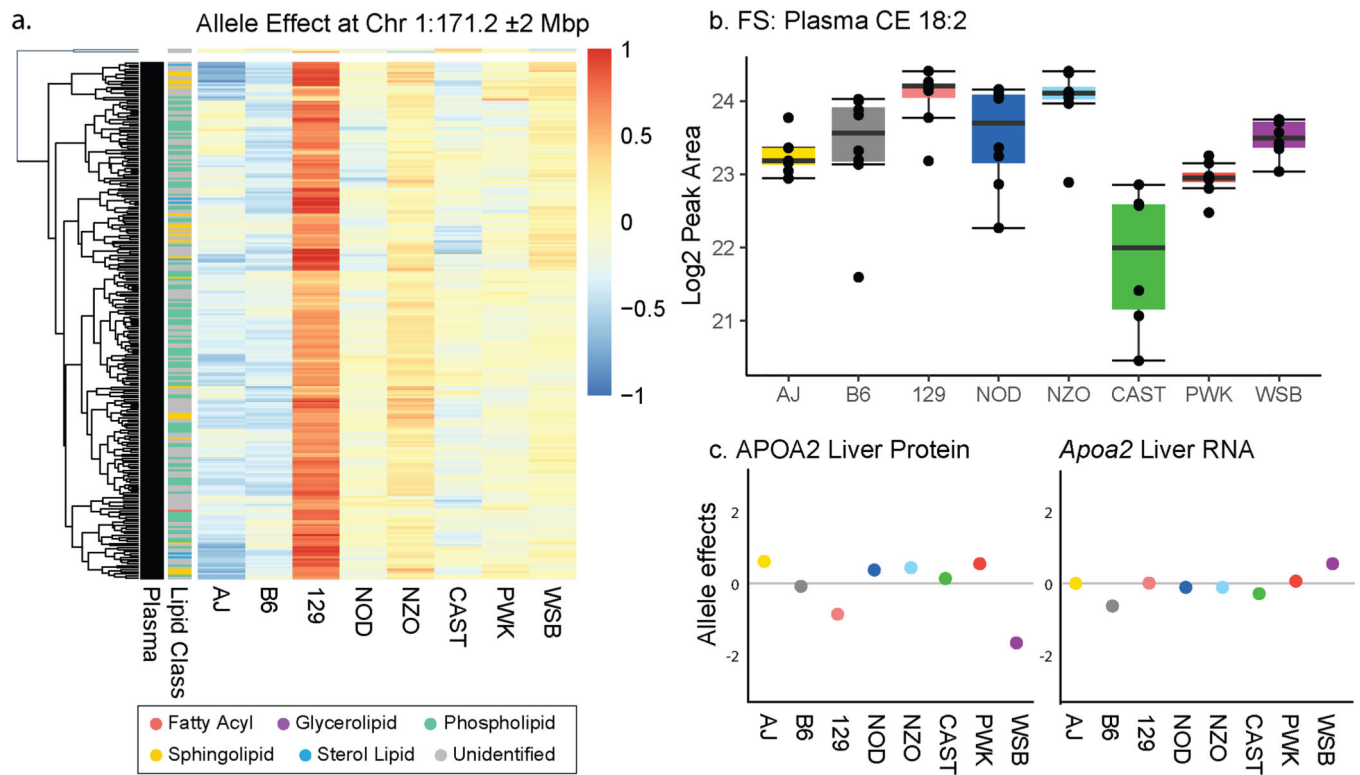 a.
Allele Effect at Chr 1:171.2 ±2 Mbp
1
0.5
0
−0.5
−1
Plasma
Lipid Class
AJ
B6
129
NOD
NZO
CAST
PWK
WSB
Fatty Acyl
Glycerolipid
Phospholipid
Sphingolipid
Sterol Lipid
Unidentified
b. FS: Plasma CE 18:2
Log2 Peak Area
24
23
22
21
AJ
B6
129
NOD
NZO
CAST
PWK
WSB
c. APOA2 Liver Protein
Allele effects
2
0
-2
AJ
B6
129
NOD
NZO
CAST
PWK
WSB
Apoa2 Liver RNA
2
0
-2
AJ
B6
129
NOD
NZO
CAST
PWK
WSB